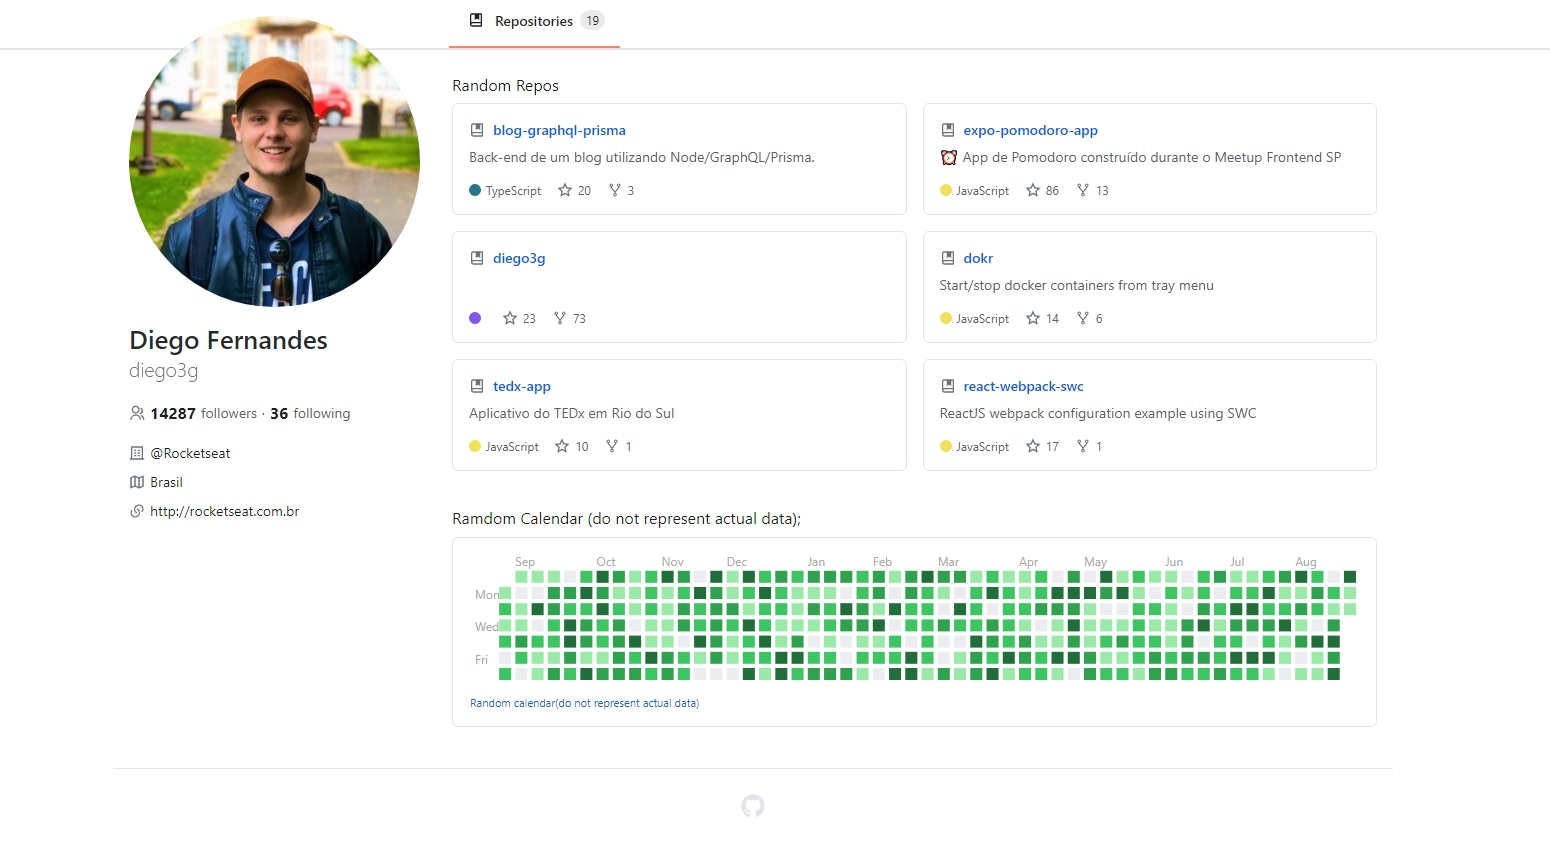 Repositories 19
Diego Fernandes
diego3g
14287 followers · 36 following
@Rocketseat
Brasil
http://rocketseat.com.br
Random Repos
blog-graphql-prisma
Back-end de um blog utilizando Node/GraphQL/Prisma.
TypeScript 20 3
expo-pomodoro-app
⏰ App de Pomodoro construído durante o Meetup Frontend SP
JavaScript 86 13
diego3g
23 73
dokr
Start/stop docker containers from tray menu
JavaScript 14 6
tedx-app
Aplicativo do TEDx em Rio do Sul
JavaScript 10 1
react-webpack-swc
ReactJS webpack configuration example using SWC
JavaScript 17 1
Ramdom Calendar (do not represent actual data);
Sep Oct Nov Dec Jan Feb Mar Apr May Jun Jul Aug
Mon
Wed
Fri
Random calendar(do not represent actual data)